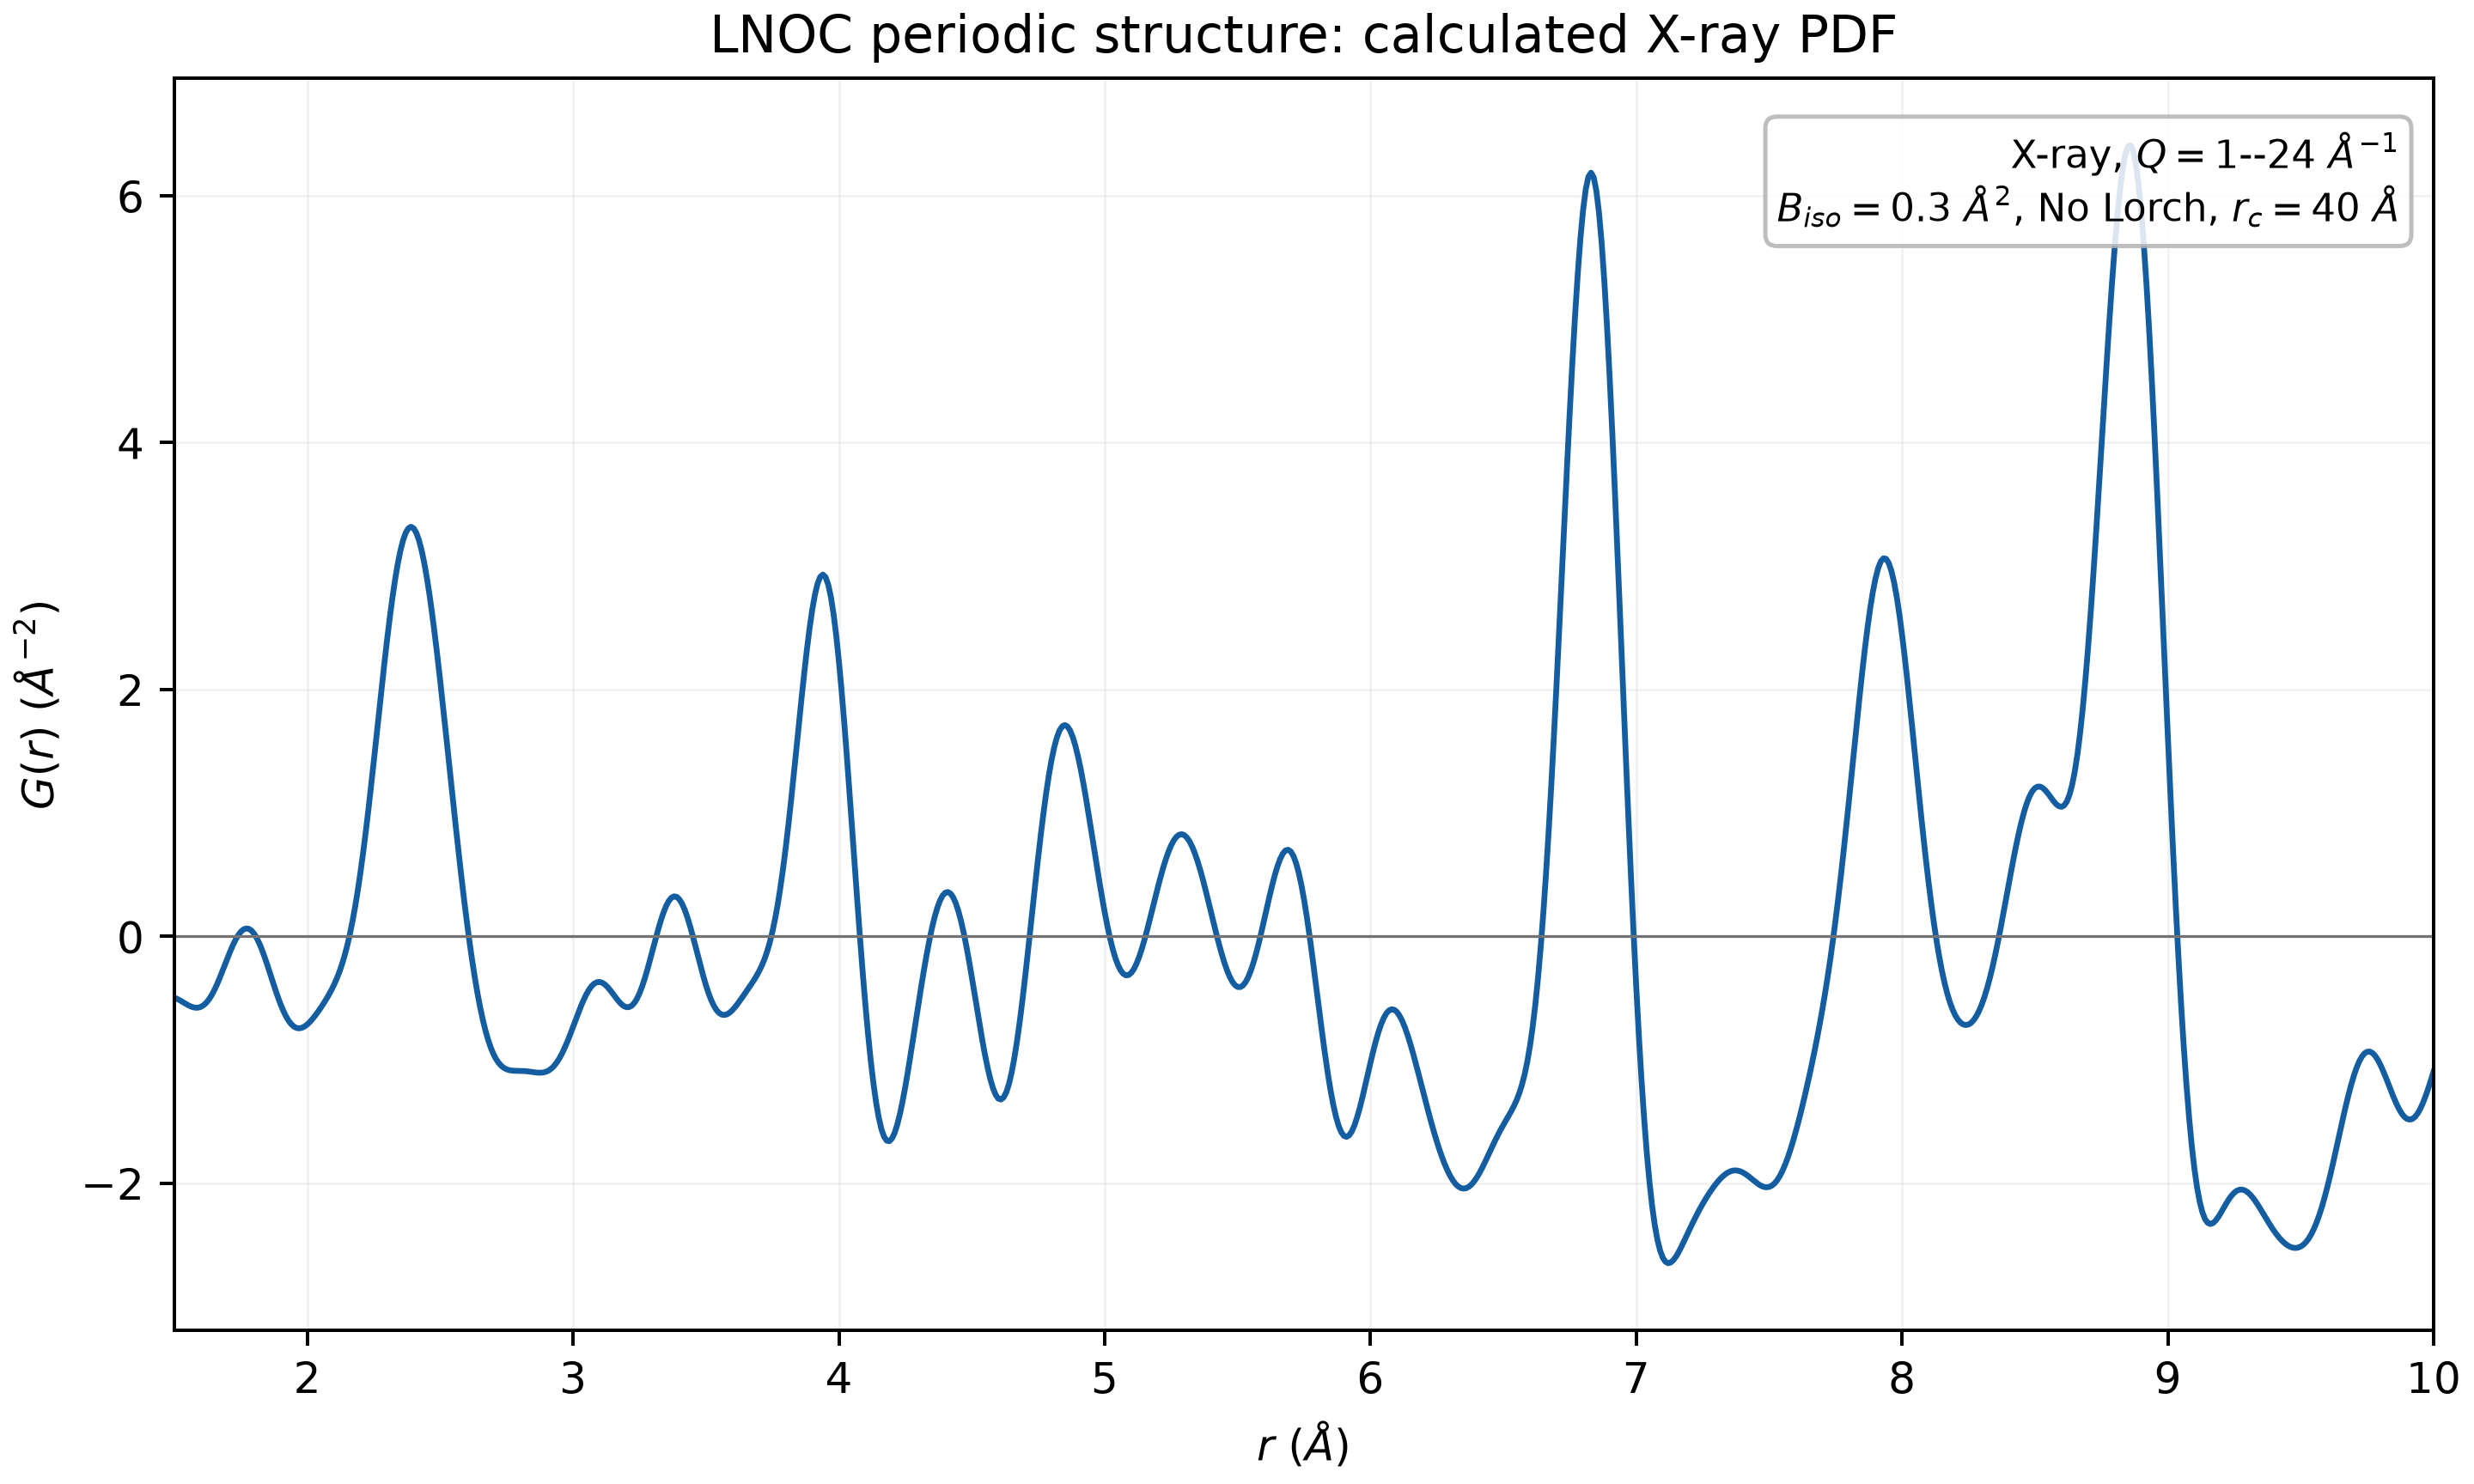 LNOC periodic structure: calculated X-ray PDF
X-ray, Q = 1--24 Å⁻¹
B_iso = 0.3 Å², No Lorch, r_c = 40 Å
G(r) (Å⁻²)
6
4
2
0
−2
2 3 4 5 6 7 8 9 10
r (Å)